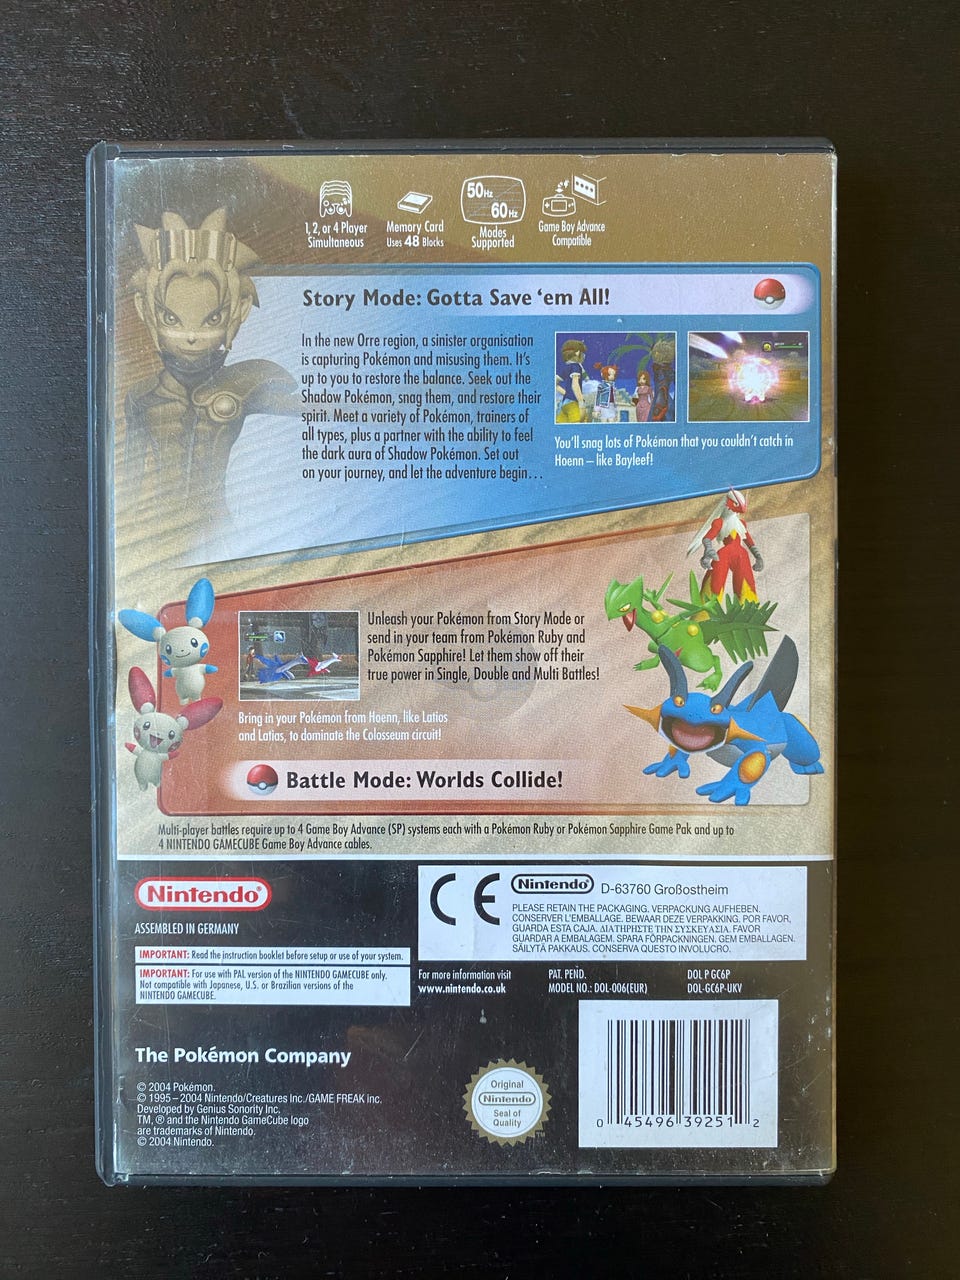 1, 2, or 4 Player
Simultaneous
Memory Card
Uses 48 Blocks
50Hz
60Hz
Modes
Supported
Game Boy Advance
Compatible
Story Mode: Gotta Save ‘em All!
In the new Orre region, a sinister organisation
is capturing Pokémon and misusing them. It's
up to you to restore the balance. Seek out the
Shadow Pokémon, snag them, and restore their
spirit. Meet a variety of Pokémon, trainers of
all types, plus a partner with the ability to feel
the dark aura of Shadow Pokémon. Set out
on your journey, and let the adventure begin...
You'll snag lots of Pokémon that you couldn't catch in
Hoenn – like Bayleef!
Unleash your Pokémon from Story Mode or
send in your team from Pokémon Ruby and
Pokémon Sapphire! Let them show off their
true power in Single, Double and Multi Battles!
Bring in your Pokémon from Hoenn, like Latios
and Latias, to dominate the Colosseum circuit!
Battle Mode: Worlds Collide!
Multi-player battles require up to 4 Game Boy Advance (SP) systems each with a Pokémon Ruby or Pokémon Sapphire Game Pak and up to
4 NINTENDO GAMECUBE Game Boy Advance cables.
Nintendo®
ASSEMBLED IN GERMANY
IMPORTANT: Read the instruction booklet before setup or use of your system.
IMPORTANT: For use with PAL version of the NINTENDO GAMECUBE only.
Not compatible with Japanese, U.S. or Brazilian versions of the
NINTENDO GAMECUBE.
CE
Nintendo® D-63760 Großostheim
PLEASE RETAIN THE PACKAGING. VERPACKUNG AUFHEBEN.
CONSERVER L'EMBALLAGE. BEWAAR DEZE VERPAKKING. POR FAVOR,
GUARDA ESTA CAJA. ΔΙΑΤΗΡΗΣΤΕ ΤΗΝ ΣΥΣΚΕΥΑΣΙΑ. FAVOR
GUARDAR A EMBALAGEM. SPARA FÖRPACKNINGEN. GEM EMBALLAGEN.
SÄILYTÄ PAKKAUS. CONSERVA QUESTO INVOLUCRO.
For more information visit
www.nintendo.co.uk
PAT. PEND.
MODEL NO.: DOL-006(EUR)
DOL P GC6P
DOL-GC6P-UKV
The Pokémon Company
© 2004 Pokémon.
© 1995–2004 Nintendo/Creatures Inc./GAME FREAK inc.
Developed by Genius Sonority Inc.
TM, ® and the Nintendo GameCube logo
are trademarks of Nintendo.
© 2004 Nintendo.
Original
Nintendo®
Seal of
Quality
TM
0 45496 39251 2